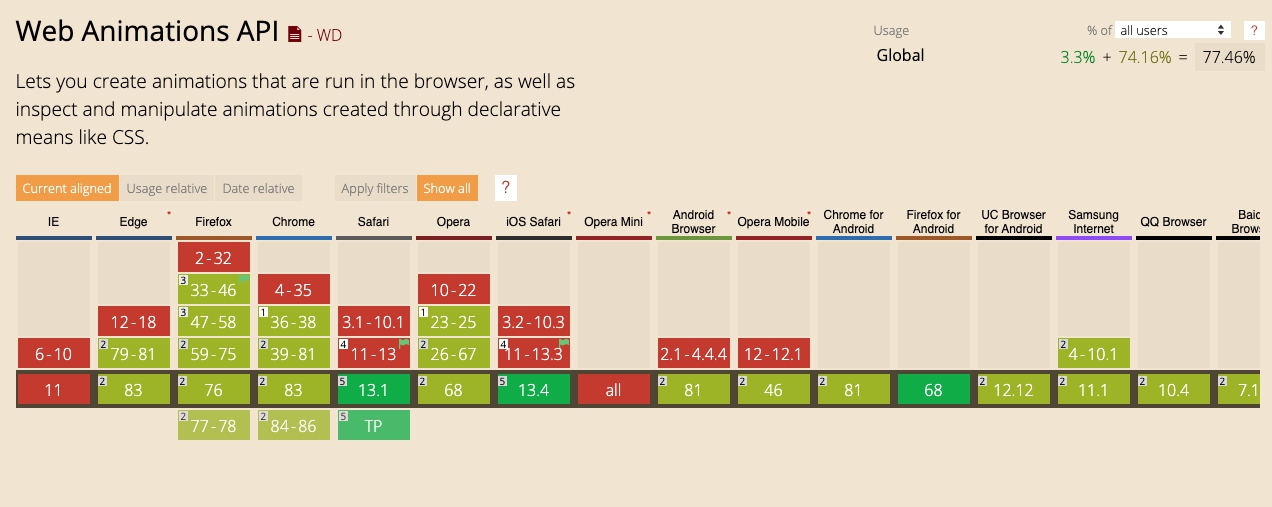 Web Animations API - WD
Usage % of all users ?
Global 3.3% + 74.16% = 77.46%
Lets you create animations that are run in the browser, as well as
inspect and manipulate animations created through declarative
means like CSS.
Current aligned Usage relative Date relative Apply filters Show all ?
IE Edge * Firefox Chrome Safari Opera iOS Safari * Opera Mini * Android Browser * Opera Mobile * Chrome for Android Firefox for Android UC Browser for Android Samsung Internet QQ Browser Baid Brows
2-32
3 33-46 4-35 10-22
12-18 3 47-58 1 36-38 3.1-10.1 1 23-25 3.2-10.3
6-10 2 79-81 2 59-75 2 39-81 4 11-13 2 26-67 4 11-13.3 2.1-4.4.4 12-12.1 2 4-10.1
11 2 83 2 76 2 83 5 13.1 2 68 5 13.4 all 2 81 2 46 2 81 68 2 12.12 2 11.1 2 10.4 2 7.1
2 77-78 2 84-86 5 TP